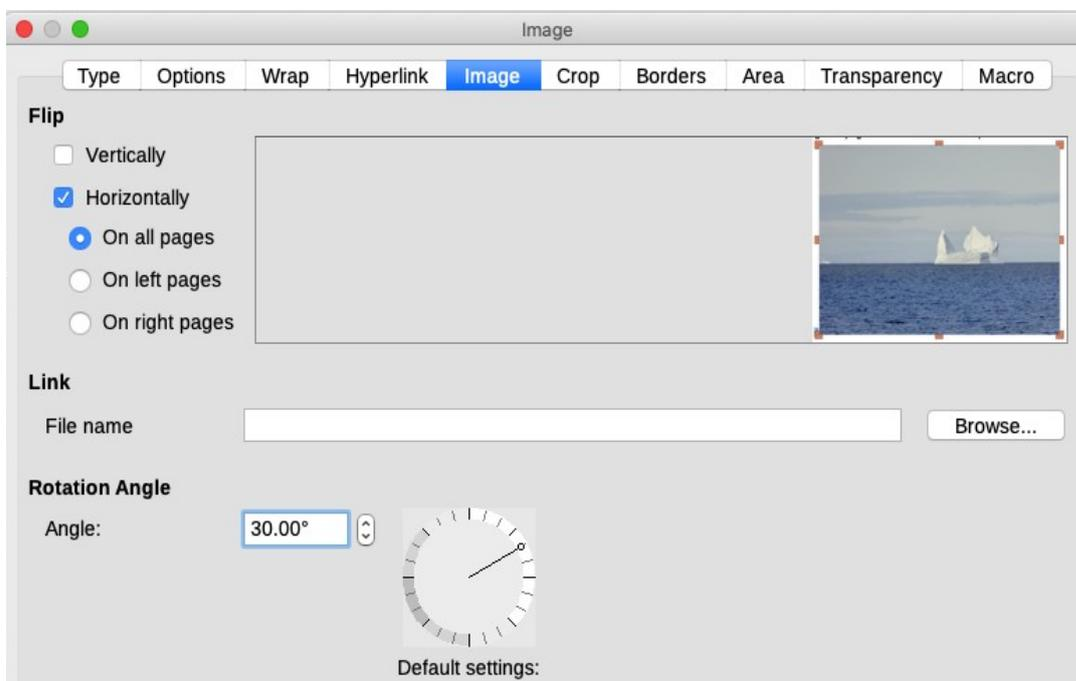 Image
Type Options Wrap Hyperlink Image Crop Borders Area Transparency Macro
Flip
Vertically
Horizontally
On all pages
On left pages
On right pages
Link
File name Browse...
Rotation Angle
Angle: 30.00°
Default settings: